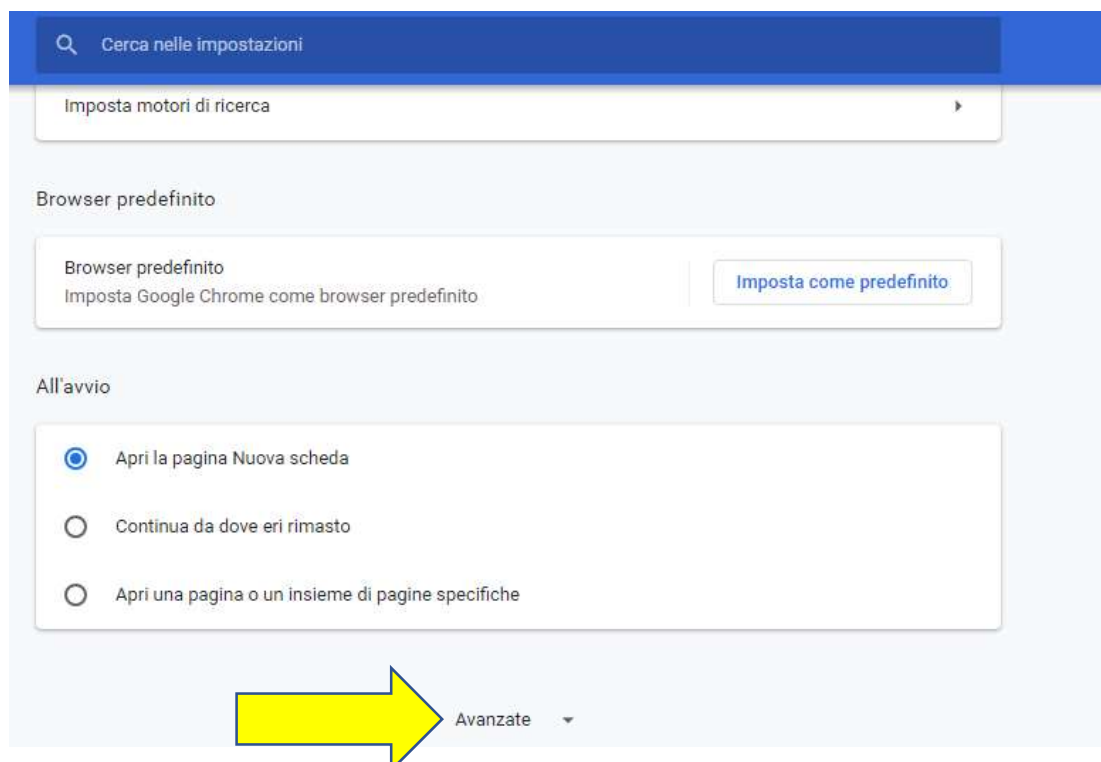 Cerca nelle impostazioni
Imposta motori di ricerca
Browser predefinito
Browser predefinito
Imposta Google Chrome come browser predefinito
Imposta come predefinito
All'avvio
Apri la pagina Nuova scheda
Continua da dove eri rimasto
Apri una pagina o un insieme di pagine specifiche
Avanzate